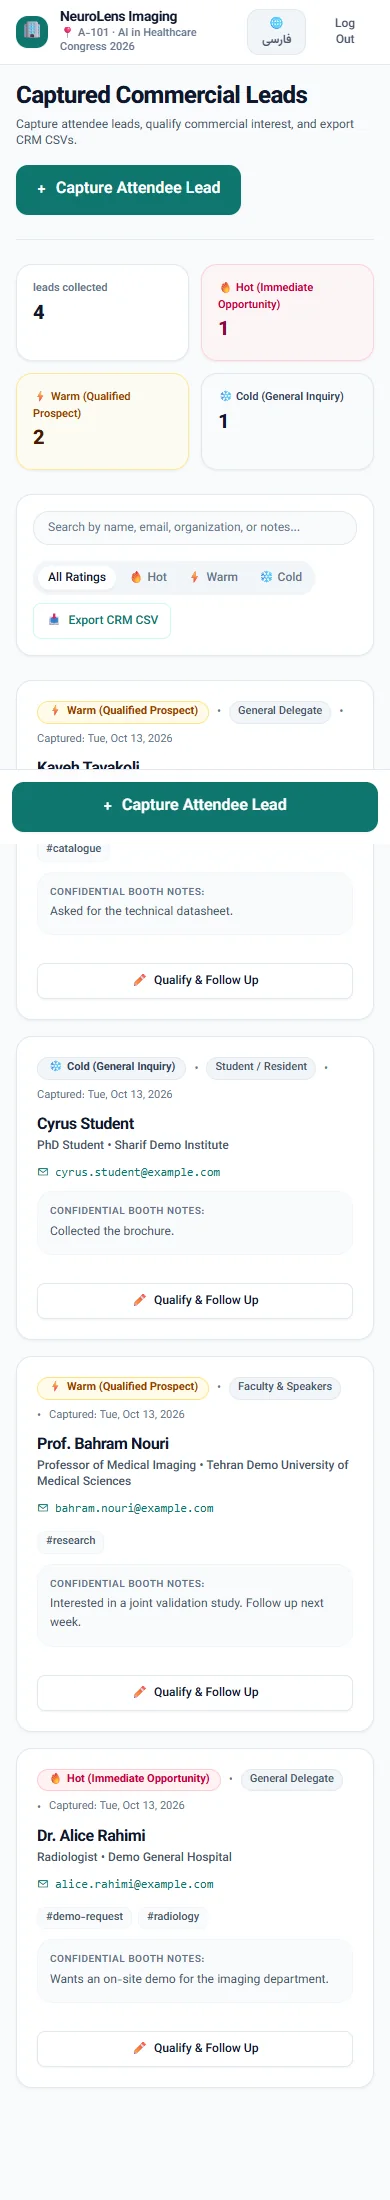 NeuroLens Imaging
A-101 · AI in Healthcare
Congress 2026
فارسی
Log
Out
Captured Commercial Leads
Capture attendee leads, qualify commercial interest, and export
CRM CSVs.
+ Capture Attendee Lead
leads collected
4
Hot (Immediate
Opportunity)
1
Warm (Qualified
Prospect)
2
Cold (General Inquiry)
1
Search by name, email, organization, or notes...
All Ratings Hot Warm Cold
Export CRM CSV
Warm (Qualified Prospect) • General Delegate •
Captured: Tue, Oct 13, 2026
Kaveh Tavakoli
+ Capture Attendee Lead
#catalogue
CONFIDENTIAL BOOTH NOTES:
Asked for the technical datasheet.
Qualify & Follow Up
Cold (General Inquiry) • Student / Resident •
Captured: Tue, Oct 13, 2026
Cyrus Student
PhD Student • Sharif Demo Institute
cyrus.student@example.com
CONFIDENTIAL BOOTH NOTES:
Collected the brochure.
Qualify & Follow Up
Warm (Qualified Prospect) • Faculty & Speakers
• Captured: Tue, Oct 13, 2026
Prof. Bahram Nouri
Professor of Medical Imaging • Tehran Demo University of
Medical Sciences
bahram.nouri@example.com
#research
CONFIDENTIAL BOOTH NOTES:
Interested in a joint validation study. Follow up next
week.
Qualify & Follow Up
Hot (Immediate Opportunity) • General Delegate
• Captured: Tue, Oct 13, 2026
Dr. Alice Rahimi
Radiologist • Demo General Hospital
alice.rahimi@example.com
#demo-request #radiology
CONFIDENTIAL BOOTH NOTES:
Wants an on-site demo for the imaging department.
Qualify & Follow Up